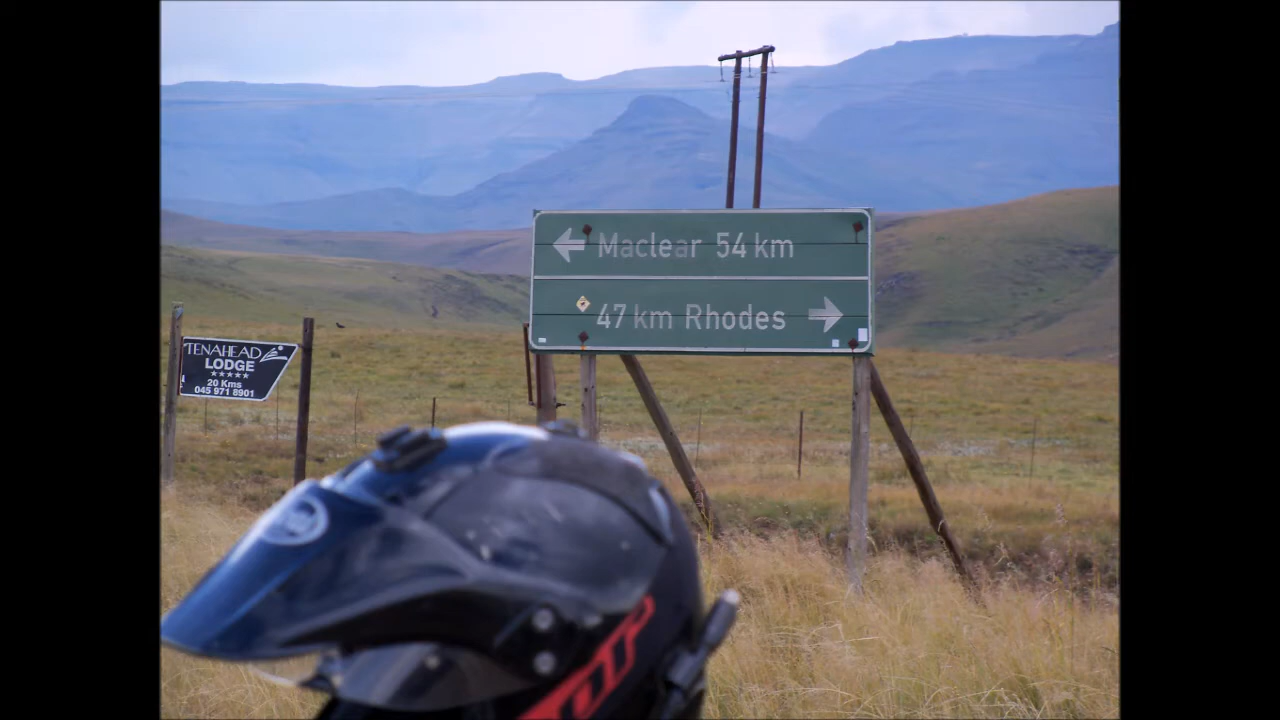 Maclear 54 km
47 km Rhodes
TENAHEAD
LODGE
20 Kms
045 971 8901